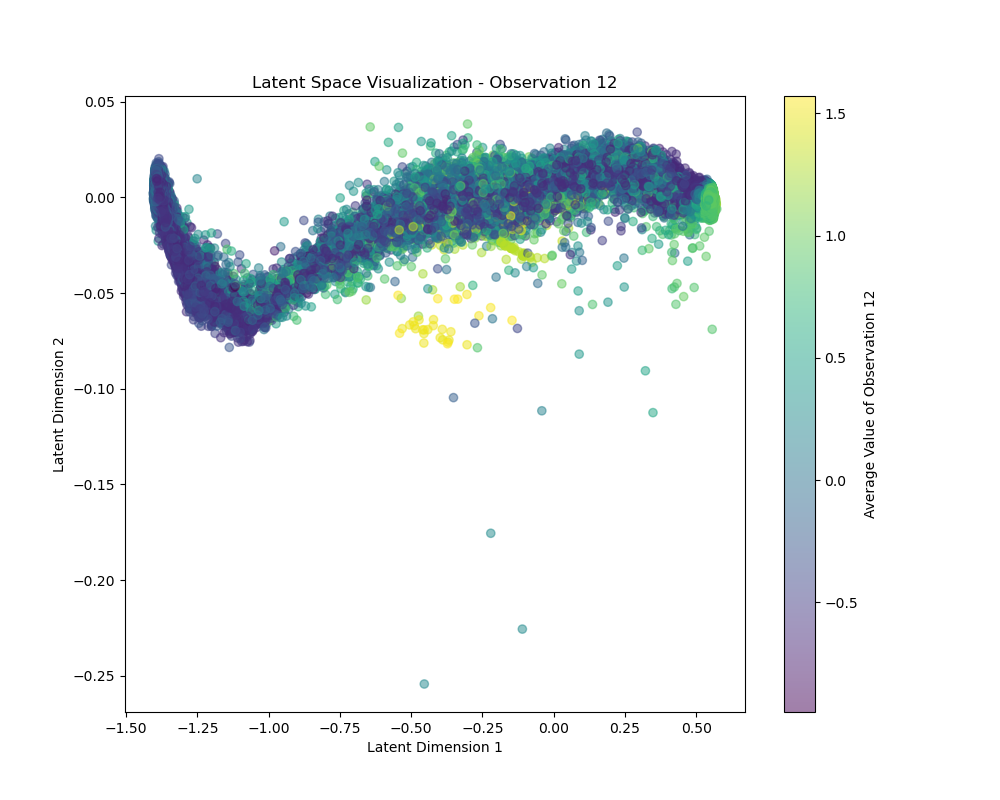 Latent Space Visualization - Observation 12
0.05
0.00
−0.05
−0.10
−0.15
−0.20
−0.25
Latent Dimension 2
−1.50 −1.25 −1.00 −0.75 −0.50 −0.25 0.00 0.25 0.50
Latent Dimension 1
1.5
1.0
0.5
0.0
−0.5
Average Value of Observation 12